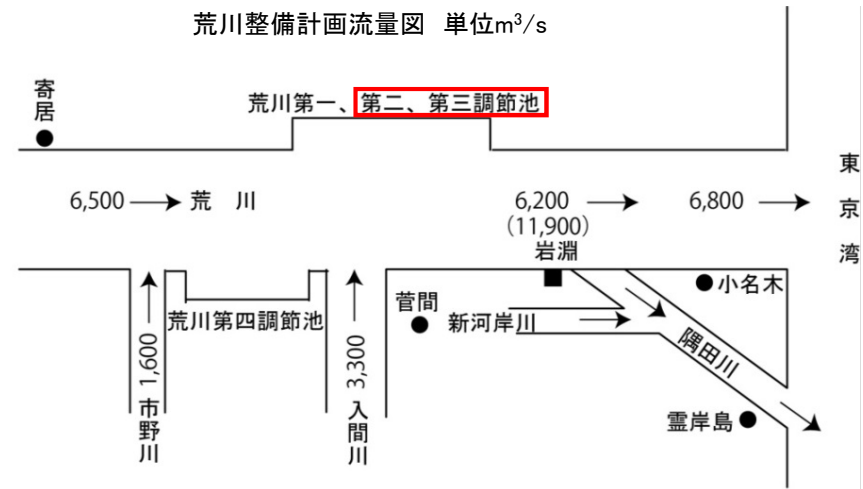 荒川整備計画流量図 単位m³/s
寄居
荒川第一、第二、第三調節池
6,500
荒 川
6,200
(11,900)
岩淵
6,800
東京湾
荒川第四調節池
菅間
新河岸川
小名木
隅田川
霊岸島
1,600
市野川
3,300
入間川